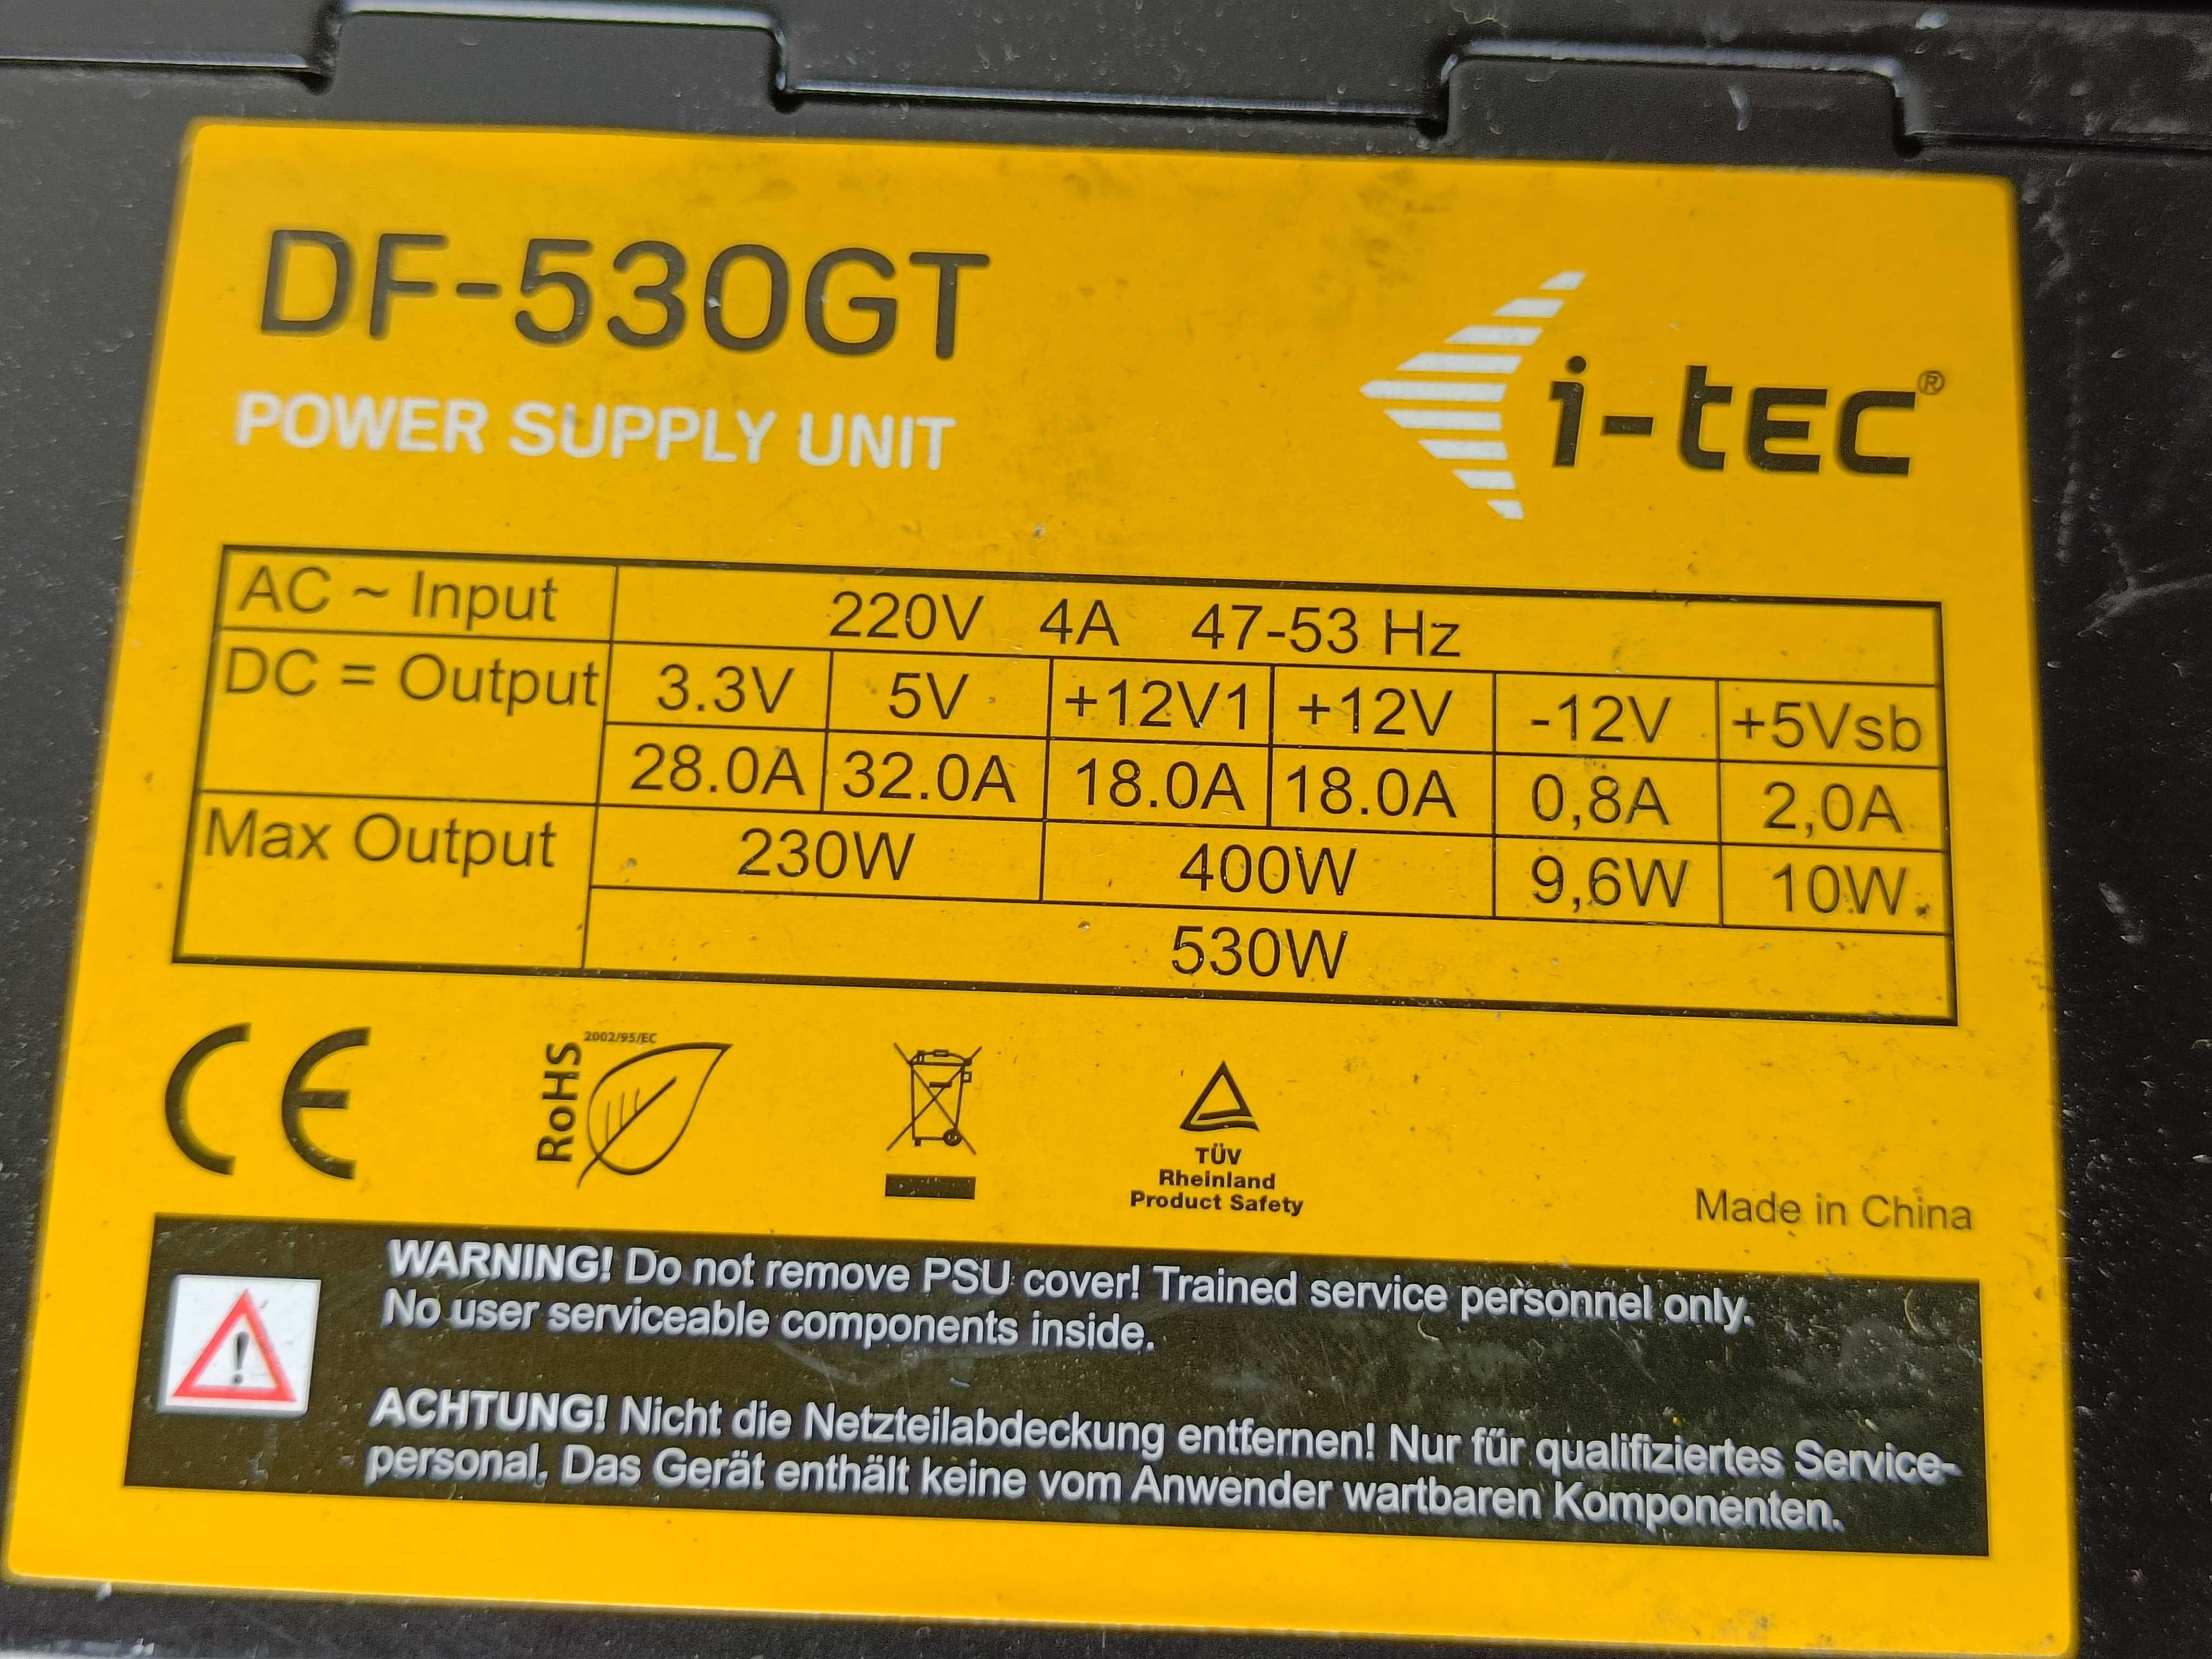 DF-530GT
POWER SUPPLY UNIT
i-tec®
AC ~ Input 220V 4A 47-53 Hz
DC = Output 3.3V 5V +12V1 +12V -12V +5Vsb
28.0A 32.0A 18.0A 18.0A 0,8A 2,0A
Max Output 230W 400W 9,6W 10W
530W
CE
RoHS
2002/95/EC
TÜV
Rheinland
Product Safety
Made in China
WARNING! Do not remove PSU cover! Trained service personnel only.
No user serviceable components inside.
ACHTUNG! Nicht die Netzteilabdeckung entfernen! Nur für qualifiziertes Service-
personal. Das Gerät enthält keine vom Anwender wartbaren Komponenten.